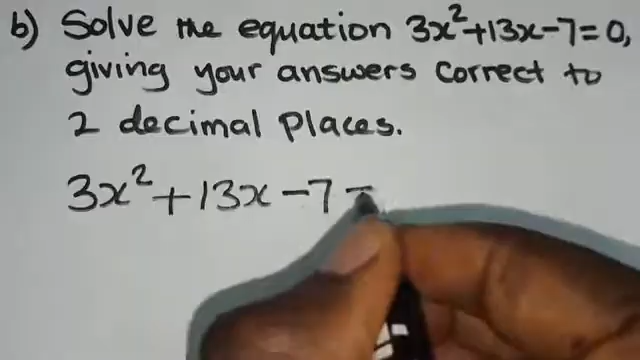 b) Solve the equation 3x²+13x-7=0,
giving your answers correct to
2 decimal places.
3x²+13x-7=